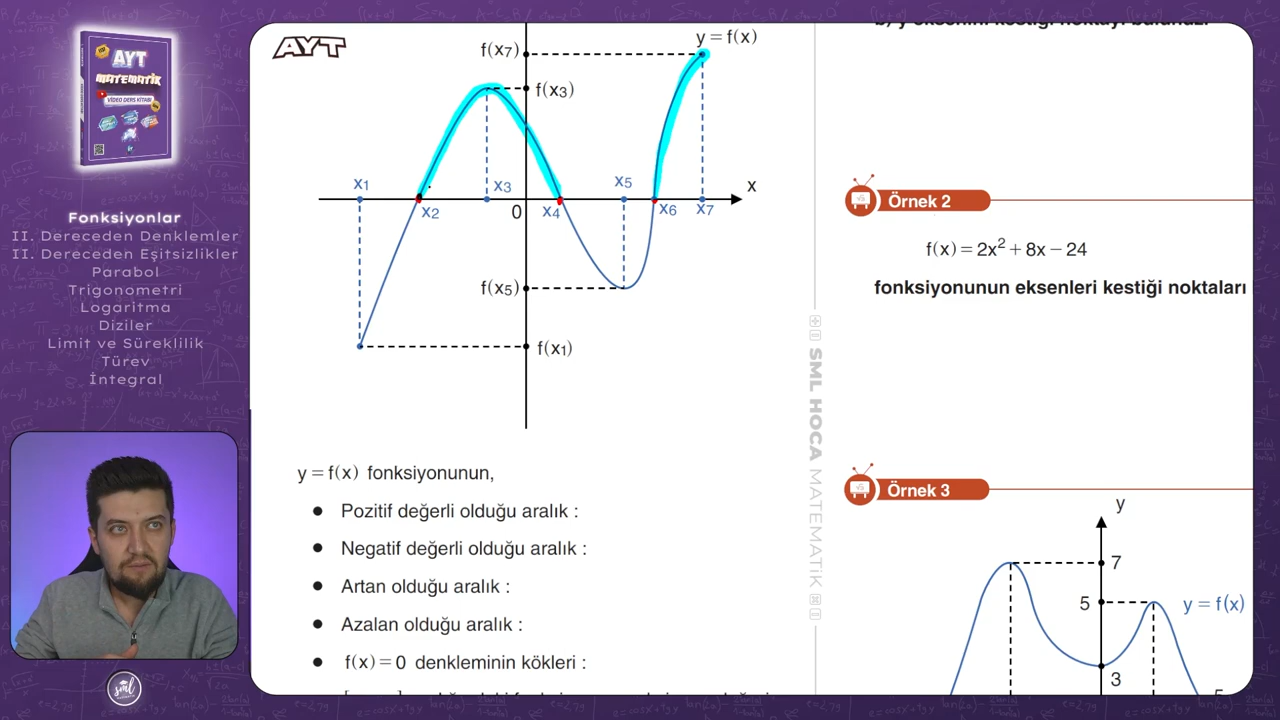 AYT
MATEMATİK
VİDEO DERS KİTABI
Fonksiyonlar
II. Dereceden Denklemler
II. Dereceden Eşitsizlikler
Parabol
Trigonometri
Logaritma
Diziler
Limit ve Süreklilik
Türev
İntegral
sml
AYT
f(x7)
y = f(x)
f(x3)
x1
x3
x5
x
x2
0
x4
x6
x7
f(x5)
f(x1)
y = f(x) fonksiyonunun,
● Pozitif değerli olduğu aralık :
● Negatif değerli olduğu aralık :
● Artan olduğu aralık :
● Azalan olduğu aralık :
● f(x) = 0 denkleminin kökleri :
SML HOCA MATEMATİK
Örnek 2
f(x) = 2x² + 8x − 24
fonksiyonunun eksenleri kestiği noktaları
Örnek 3
y
7
5
y = f(x)
3